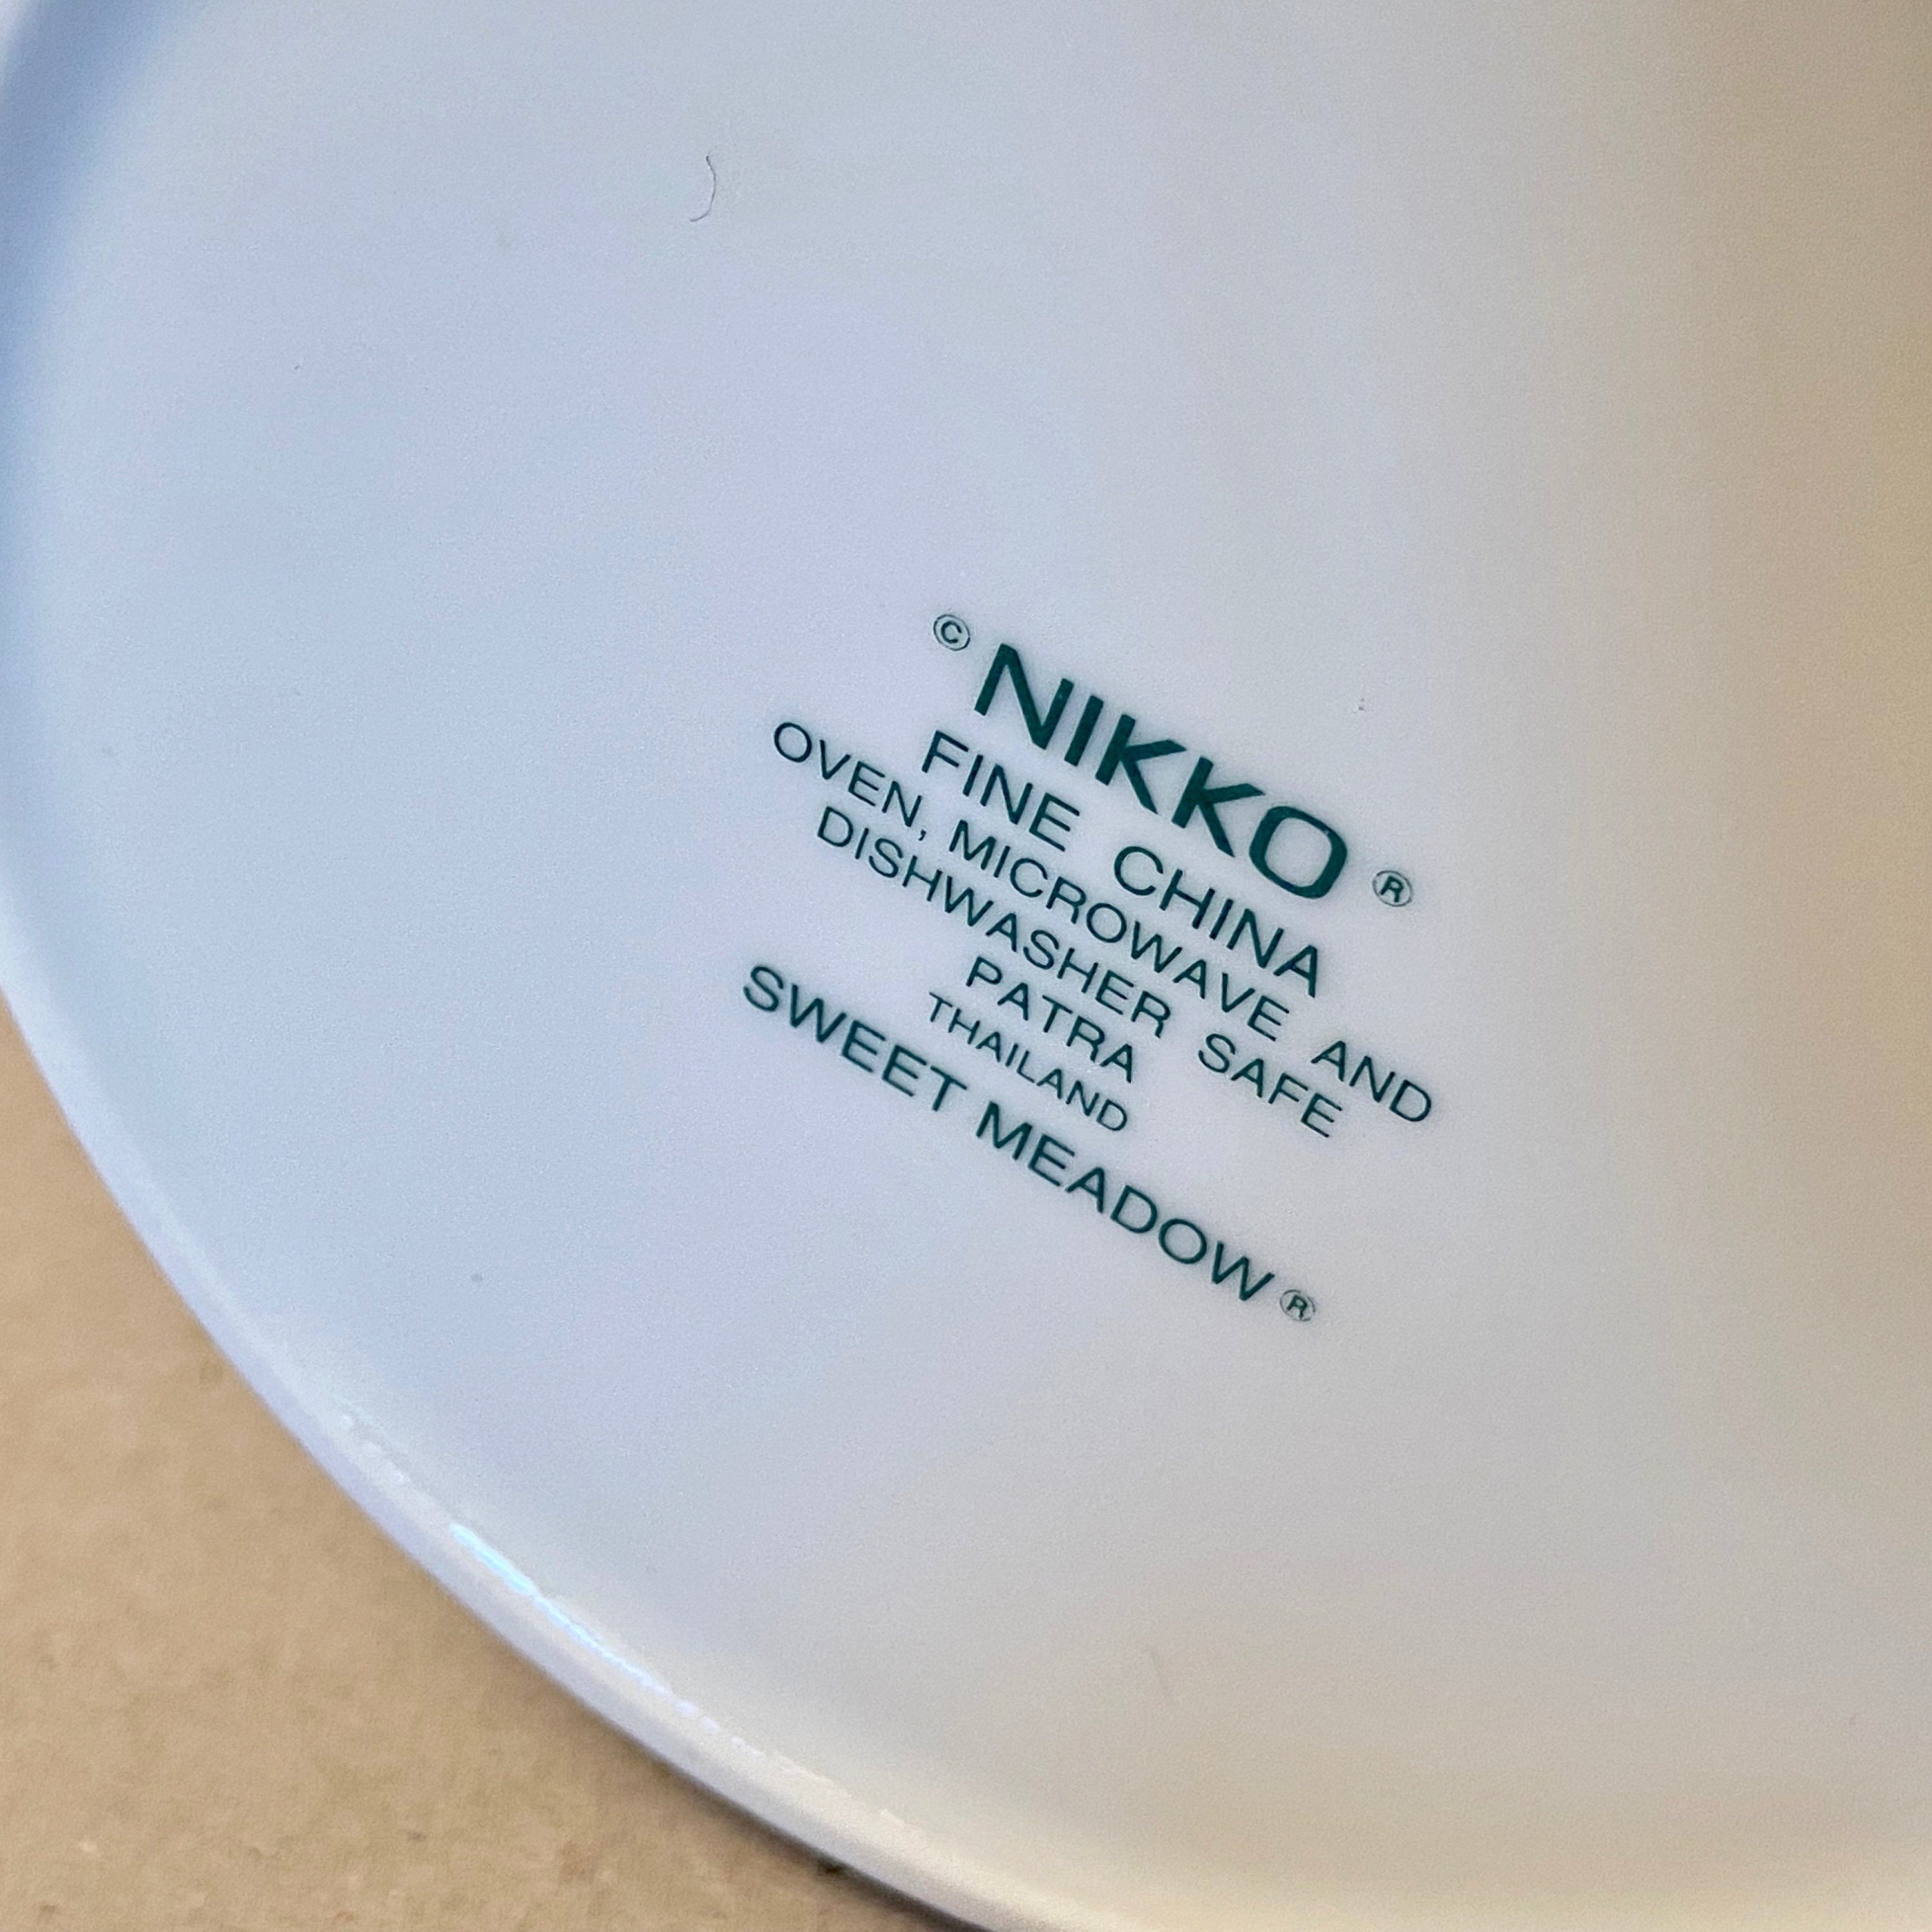 © NIKKO ®
FINE CHINA
OVEN, MICROWAVE AND
DISHWASHER SAFE
PATRA
THAILAND
SWEET MEADOW ®